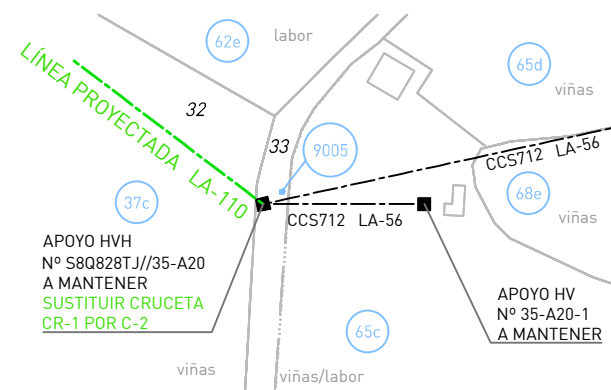 62e
labor
65d
viñas
LÍNEA PROYECTADA LA-110
32
33
9005
CCS712 LA-56
68e
viñas
37c
CCS712 LA-56
APOYO HVH
Nº S8Q828TJ//35-A20
A MANTENER
SUSTITUIR CRUCETA
CR-1 POR C-2
APOYO HV
Nº 35-A20-1
A MANTENER
65c
viñas
viñas/labor